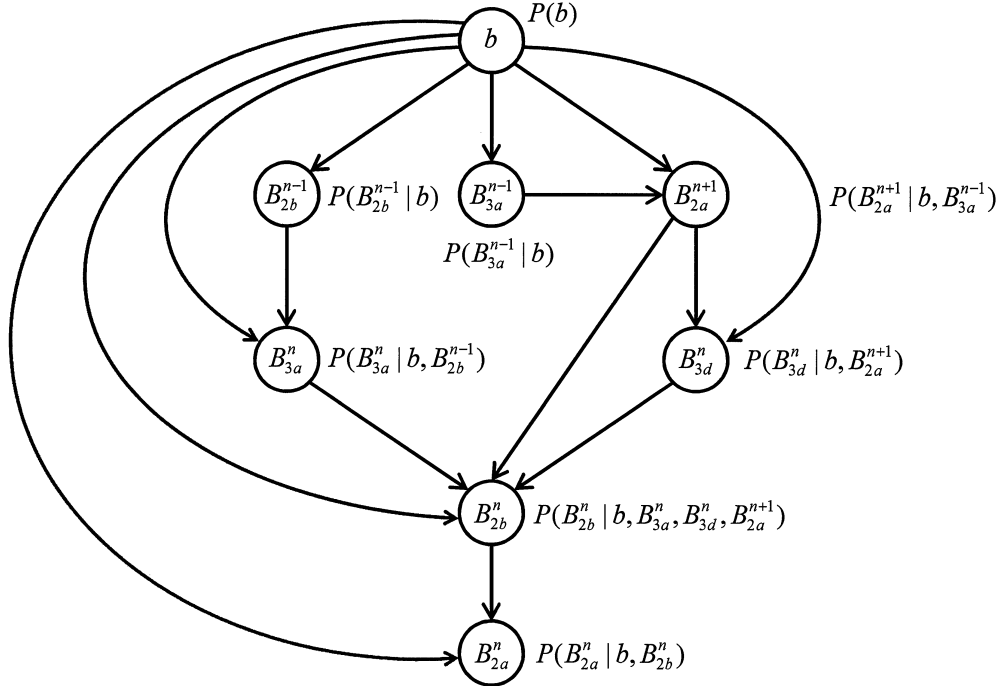 P(b)
b
B_{2b}^{n-1} P(B_{2b}^{n-1} | b) B_{3a}^{n-1} B_{2a}^{n+1} P(B_{2a}^{n+1} | b, B_{3a}^{n-1})
P(B_{3a}^{n-1} | b)
B_{3a}^{n} P(B_{3a}^{n} | b, B_{2b}^{n-1}) B_{3d}^{n} P(B_{3d}^{n} | b, B_{2a}^{n+1})
B_{2b}^{n} P(B_{2b}^{n} | b, B_{3a}^{n}, B_{3d}^{n}, B_{2a}^{n+1})
B_{2a}^{n} P(B_{2a}^{n} | b, B_{2b}^{n})